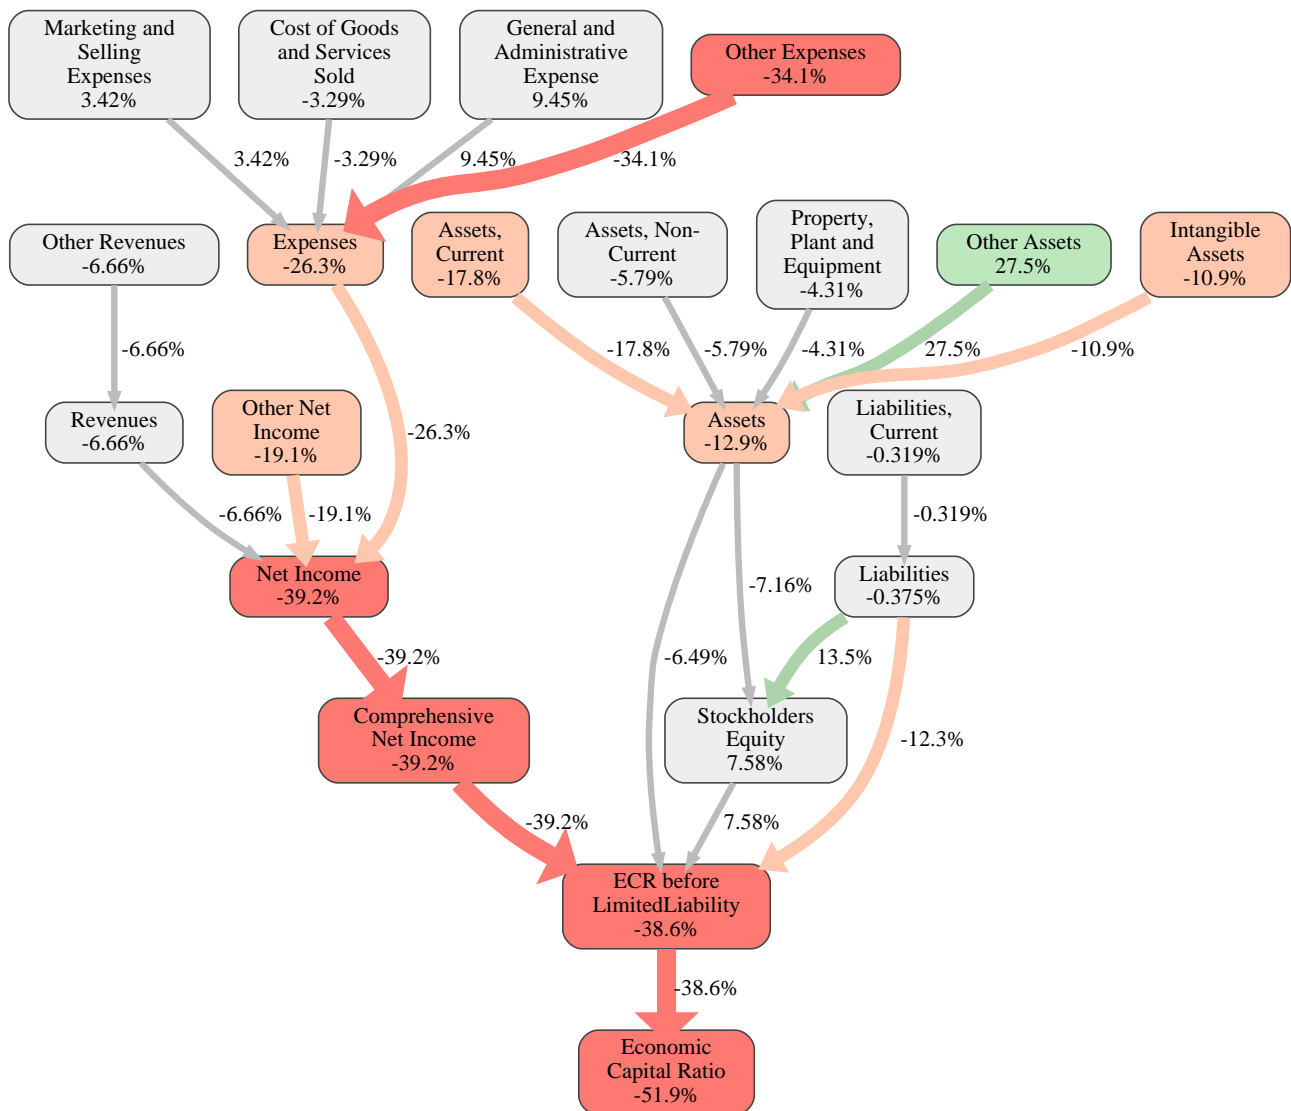 Marketing and
Selling
Expenses
3.42%
Cost of Goods
and Services
Sold
-3.29%
General and
Administrative
Expense
9.45%
Other Expenses
-34.1%
3.42%
-3.29%
9.45%
-34.1%
Other Revenues
-6.66%
Expenses
-26.3%
Assets,
Current
-17.8%
Assets, Non-
Current
-5.79%
Property,
Plant and
Equipment
-4.31%
Other Assets
27.5%
Intangible
Assets
-10.9%
-6.66%
-17.8%
-5.79%
-4.31%
27.5%
-10.9%
Revenues
-6.66%
Other Net
Income
-19.1%
-26.3%
Assets
-12.9%
Liabilities,
Current
-0.319%
-6.66%
-19.1%
-0.319%
Net Income
-39.2%
-7.16%
Liabilities
-0.375%
-39.2%
-6.49%
13.5%
Comprehensive
Net Income
-39.2%
Stockholders
Equity
7.58%
-12.3%
-39.2%
7.58%
ECR before
LimitedLiability
-38.6%
-38.6%
Economic
Capital Ratio
-51.9%